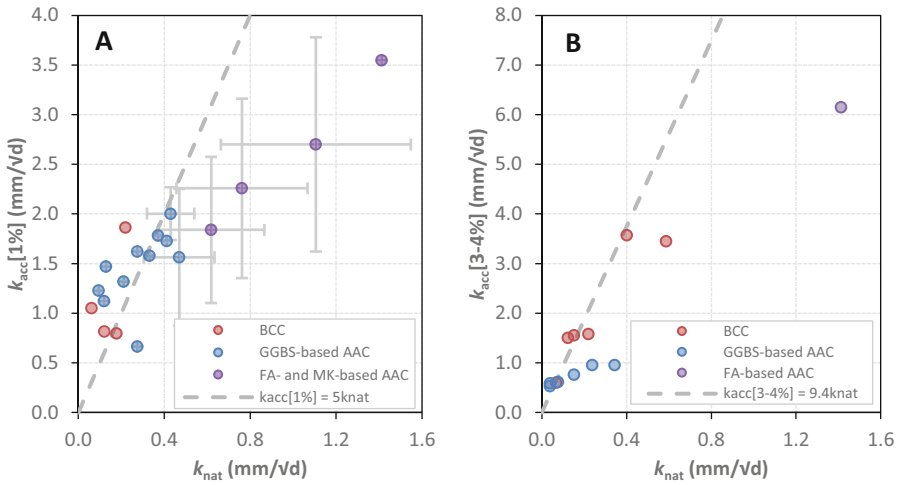 A
4.0
3.5
3.0
2.5
2.0
1.5
1.0
0.5
0.0
k_acc[1%] (mm/√d)
BCC
GGBS-based AAC
FA- and MK-based AAC
kacc[1%] = 5knat
0.0 0.4 0.8 1.2 1.6
k_nat (mm/√d)
B
8.0
7.0
6.0
5.0
4.0
3.0
2.0
1.0
0.0
k_acc[3-4%] (mm/√d)
BCC
GGBS-based AAC
FA-based AAC
kacc[3-4%] = 9.4knat
0.0 0.4 0.8 1.2 1.6
k_nat (mm/√d)